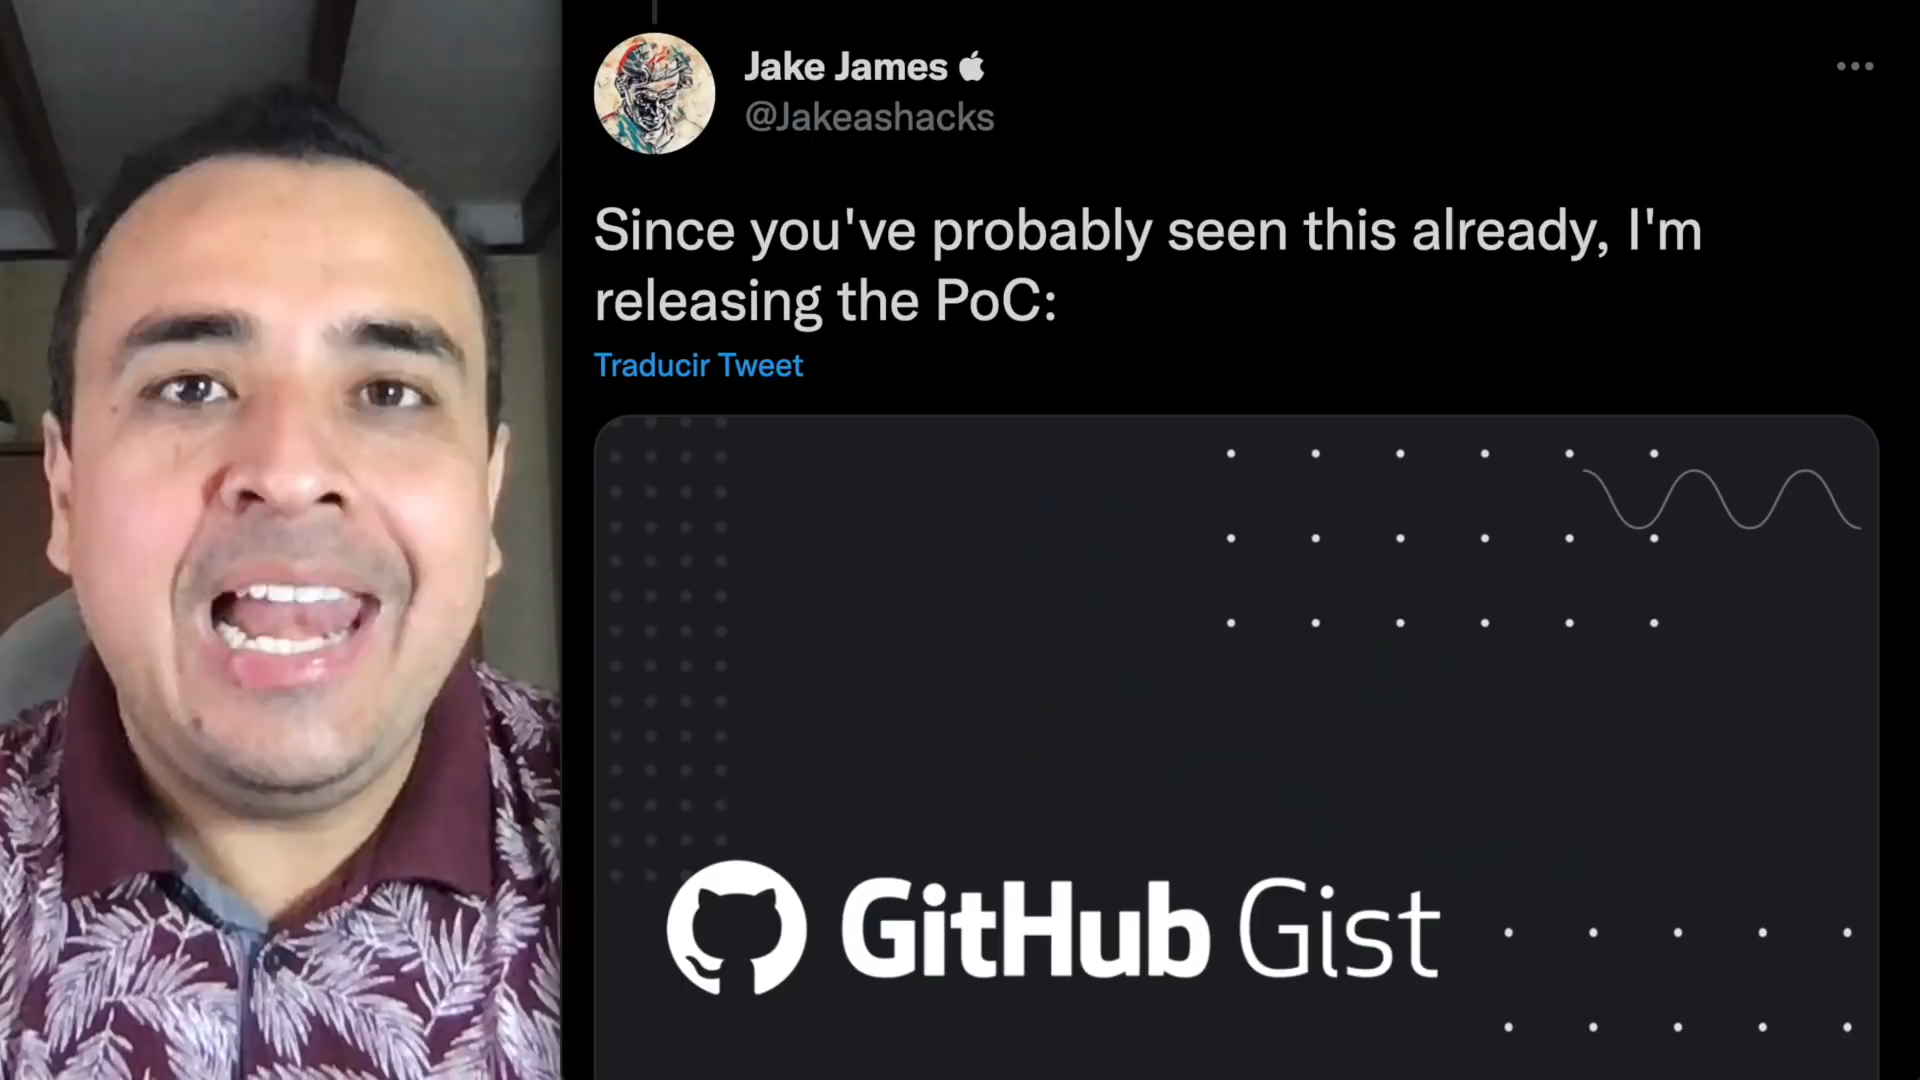 Jake James
@Jakeashacks
Since you've probably seen this already, I'm
releasing the PoC:
Traducir Tweet
GitHub Gist